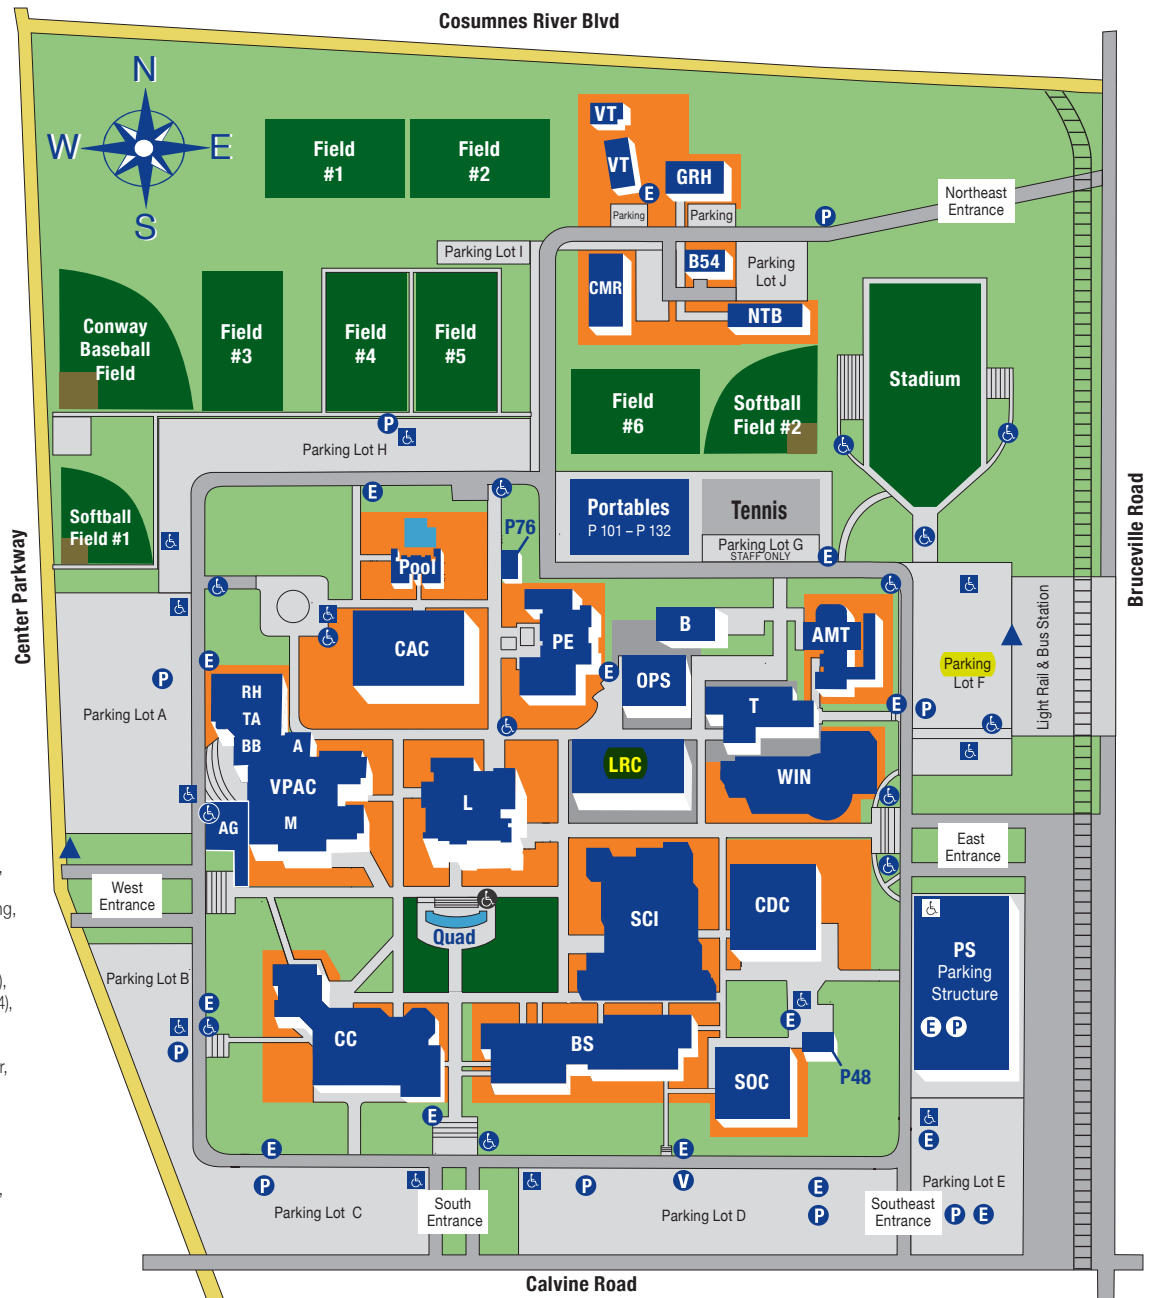 Cosumnes River Blvd
N
W
E
S
Field
#1
Field
#2
VT
VT
GRH
E
Parking
Parking
P
Northeast
Entrance
Parking Lot I
B54
Parking
Lot J
CMR
NTB
Conway
Baseball
Field
Field
#3
Field
#4
Field
#5
Stadium
Field
#6
Softball
Field #2
P
Parking Lot H
E
Softball
Field #1
Portables
P 101 – P 132
Tennis
Parking Lot G
STAFF ONLY
E
P76
Pool
Center Parkway
Bruceville Road
CAC
PE
B
AMT
Light Rail & Bus Station
Parking
Lot F
E
P
E
OPS
RH
TA
BB
A
T
E
P
Parking Lot A
VPAC
M
AG
L
LRC
WIN
West
Entrance
East
Entrance
ng,
),
4),
r,
,
,
Quad
SCI
CDC
PS
Parking
Structure
E
P
Parking Lot B
E
P
CC
BS
E
P48
SOC
E
E
E
E
P
P
V
E
P
Parking Lot C
South
Entrance
Parking Lot D
Southeast
Entrance
Parking Lot E
P
E
Calvine Road